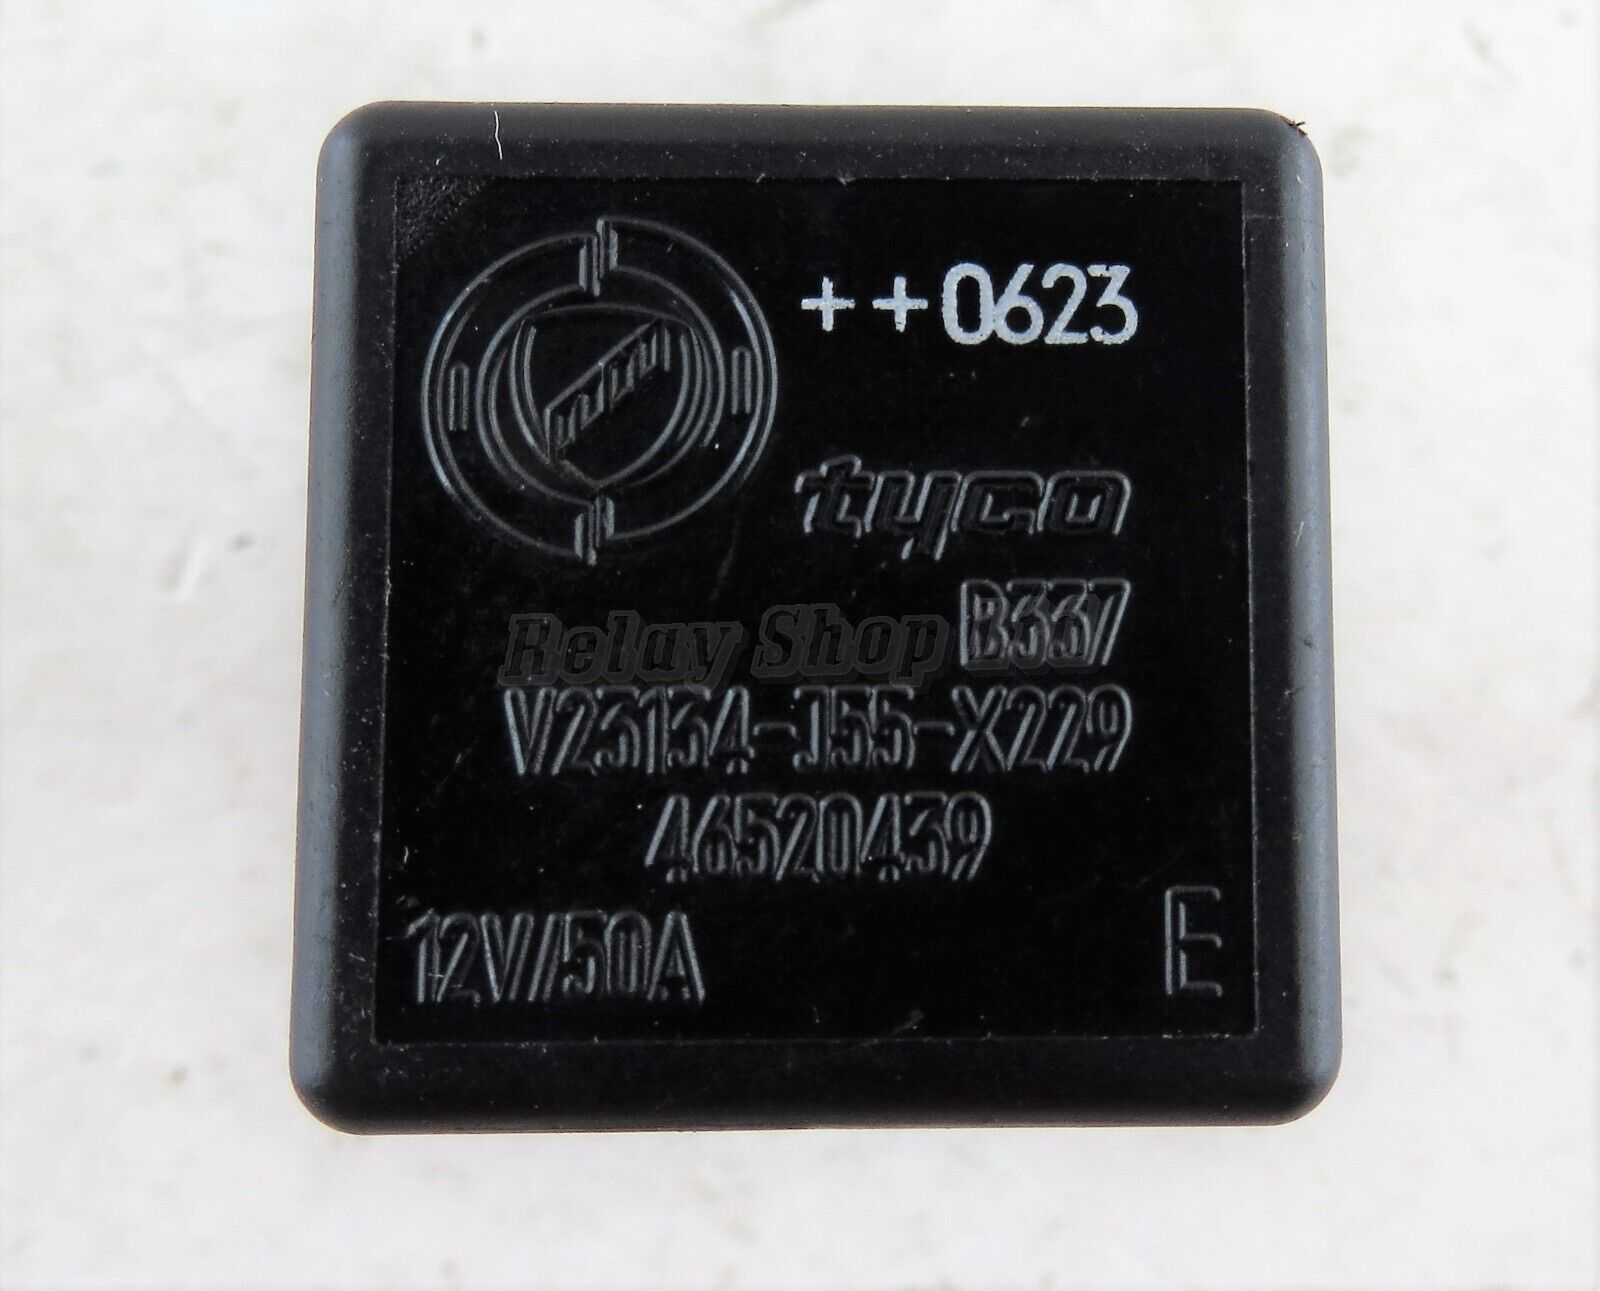 ++0623
tyco
B337
Relay Shop Ltd
V23134-J55-X229
46520439
12V/50A
E